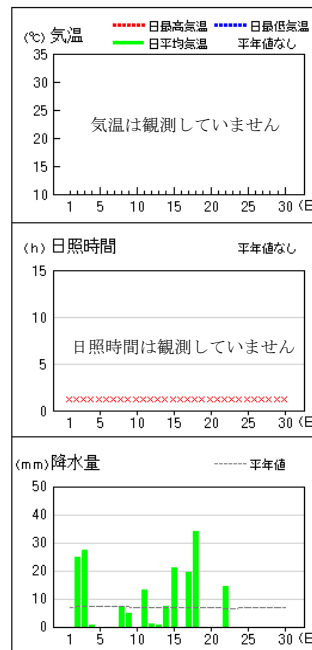 (℃) 気温 日最高気温 日最低気温
日平均気温 平年値なし
35
30
25
20
15
10
気温は観測していません
1 5 10 15 20 25 30 (日
(h) 日照時間 平年値なし
15
10
5
0
日照時間は観測していません
1 5 10 15 20 25 30 (日
(mm) 降水量 平年値
50
40
30
20
10
0
1 5 10 15 20 25 30 (日